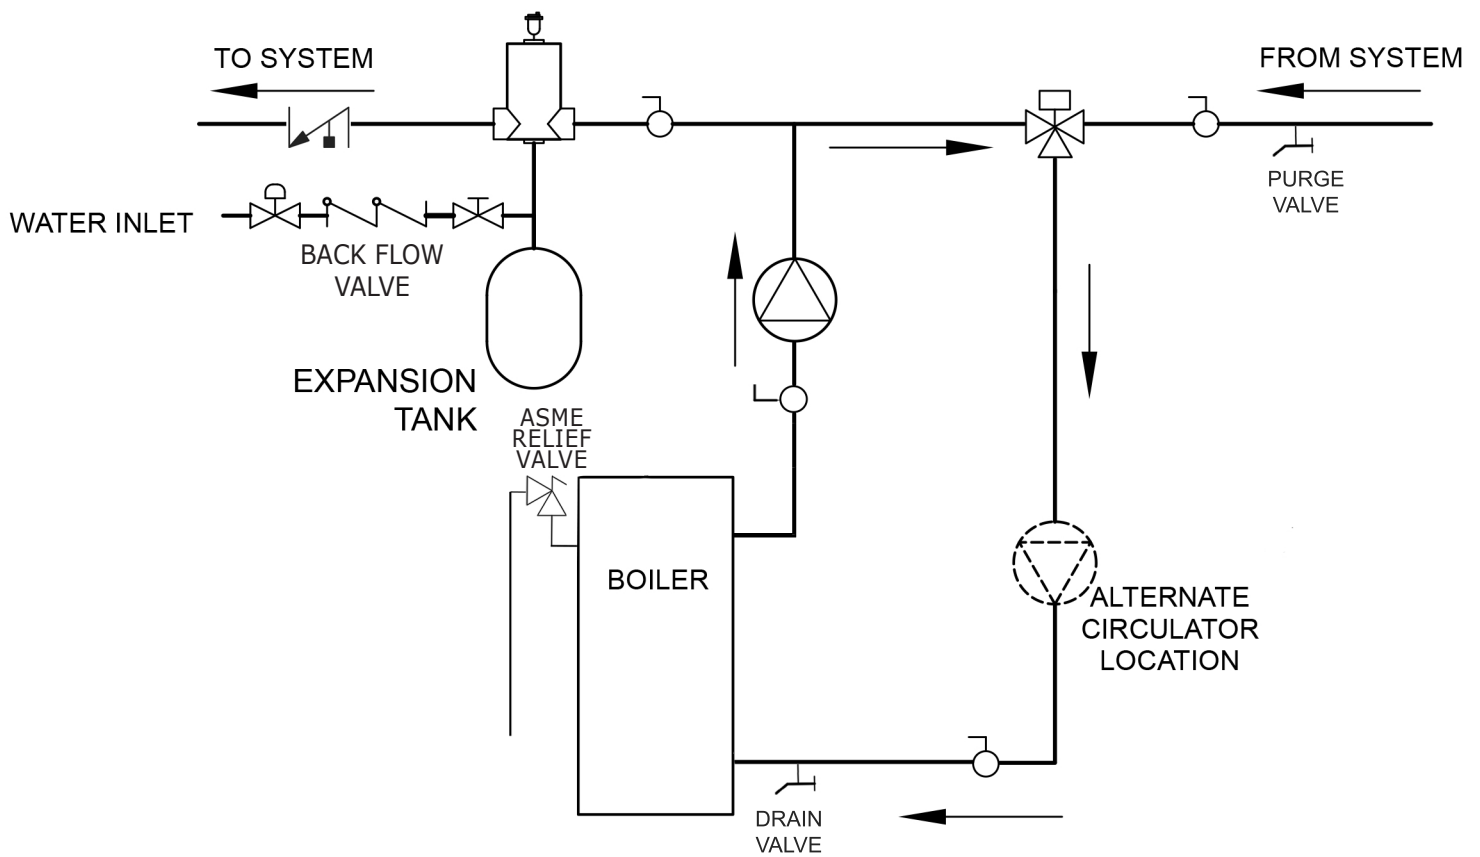 TO SYSTEM
FROM SYSTEM
PURGE
VALVE
WATER INLET
BACK FLOW
VALVE
EXPANSION
TANK
ASME
RELIEF
VALVE
BOILER
ALTERNATE
CIRCULATOR
LOCATION
DRAIN
VALVE